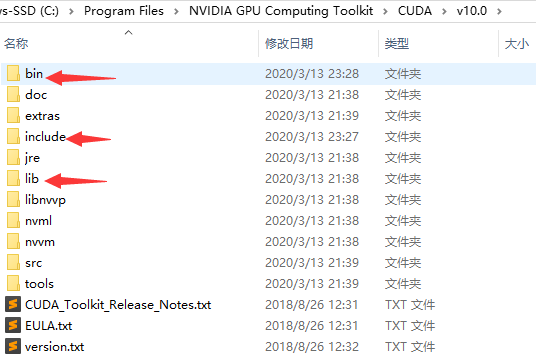 vs-SSD (C:) › Program Files › NVIDIA GPU Computing Toolkit › CUDA › v10.0 ›
名称 修改日期 类型 大小
bin 2020/3/13 23:28 文件夹
doc 2020/3/13 21:38 文件夹
extras 2020/3/13 21:39 文件夹
include 2020/3/13 23:27 文件夹
jre 2020/3/13 21:38 文件夹
lib 2020/3/13 21:38 文件夹
libnvvp 2020/3/13 21:38 文件夹
nvml 2020/3/13 21:38 文件夹
nvvm 2020/3/13 21:38 文件夹
src 2020/3/13 21:39 文件夹
tools 2020/3/13 21:39 文件夹
CUDA_Toolkit_Release_Notes.txt 2018/8/26 12:31 TXT 文件
EULA.txt 2018/8/26 12:31 TXT 文件
version.txt 2018/8/26 12:32 TXT 文件